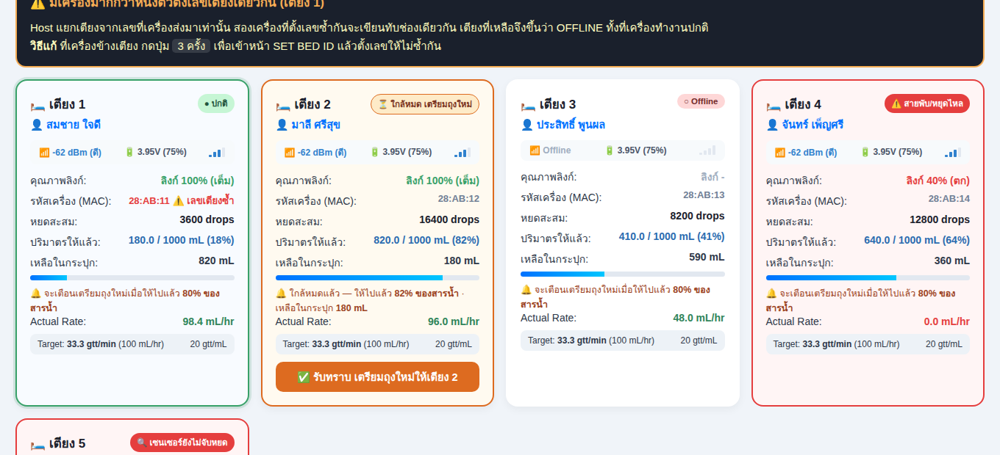 ⚠️ มีเครื่องมากกว่าหนึ่งตัวตั้งเลขเตียงเดียวกัน (เตียง 1)
Host แยกเตียงจากเลขที่เครื่องส่งมาเท่านั้น สองเครื่องที่ตั้งเลขซ้ำกันจะเขียนทับช่องเดียวกัน เตียงที่เหลือจึงขึ้นว่า OFFLINE ทั้งที่เครื่องทำงานปกติ
วิธีแก้ ที่เครื่องข้างเตียง กดปุ่ม 3 ครั้ง เพื่อเข้าหน้า SET BED ID แล้วตั้งเลขให้ไม่ซ้ำกัน
🛏️ เตียง 1
● ปกติ
👤 สมชาย ใจดี
📶 -62 dBm (ดี) 🔋 3.95V (75%)
คุณภาพลิงก์: ลิงก์ 100% (เต็ม)
รหัสเครื่อง (MAC): 28:AB:11 ⚠️ เลขเตียงซ้ำ
หยดสะสม: 3600 drops
ปริมาตรให้แล้ว: 180.0 / 1000 mL (18%)
เหลือในกระปุก: 820 mL
🔔 จะเตือนเตรียมถุงใหม่เมื่อให้ไปแล้ว 80% ของ
สารน้ำ
Actual Rate: 98.4 mL/hr
Target: 33.3 gtt/min (100 mL/hr) 20 gtt/mL
🛏️ เตียง 2
⏳ ใกล้หมด เตรียมถุงใหม่
👤 มาลี ศรีสุข
📶 -62 dBm (ดี) 🔋 3.95V (75%)
คุณภาพลิงก์: ลิงก์ 100% (เต็ม)
รหัสเครื่อง (MAC): 28:AB:12
หยดสะสม: 16400 drops
ปริมาตรให้แล้ว: 820.0 / 1000 mL (82%)
เหลือในกระปุก: 180 mL
🔔 ใกล้หมดแล้ว — ให้ไปแล้ว 82% ของสารน้ำ ·
เหลือในกระปุก 180 mL
Actual Rate: 96.0 mL/hr
Target: 33.3 gtt/min (100 mL/hr) 20 gtt/mL
✅ รับทราบ เตรียมถุงใหม่ให้เตียง 2
🛏️ เตียง 3
○ Offline
👤 ประสิทธิ์ พูนผล
📶 Offline 🔋 3.95V (75%)
คุณภาพลิงก์: ลิงก์ -
รหัสเครื่อง (MAC): 28:AB:13
หยดสะสม: 8200 drops
ปริมาตรให้แล้ว: 410.0 / 1000 mL (41%)
เหลือในกระปุก: 590 mL
🔔 จะเตือนเตรียมถุงใหม่เมื่อให้ไปแล้ว 80% ของ
สารน้ำ
Actual Rate: 48.0 mL/hr
Target: 33.3 gtt/min (100 mL/hr) 20 gtt/mL
🛏️ เตียง 4
⚠️ สายพับ/หยุดไหล
👤 จันทร์ เพ็ญศรี
📶 -62 dBm (ดี) 🔋 3.95V (75%)
คุณภาพลิงก์: ลิงก์ 40% (ตก)
รหัสเครื่อง (MAC): 28:AB:14
หยดสะสม: 12800 drops
ปริมาตรให้แล้ว: 640.0 / 1000 mL (64%)
เหลือในกระปุก: 360 mL
🔔 จะเตือนเตรียมถุงใหม่เมื่อให้ไปแล้ว 80% ของ
สารน้ำ
Actual Rate: 0.0 mL/hr
Target: 33.3 gtt/min (100 mL/hr) 20 gtt/mL
🛏️ เตียง 5
🔍 เซนเซอร์ยังไม่จับหยด